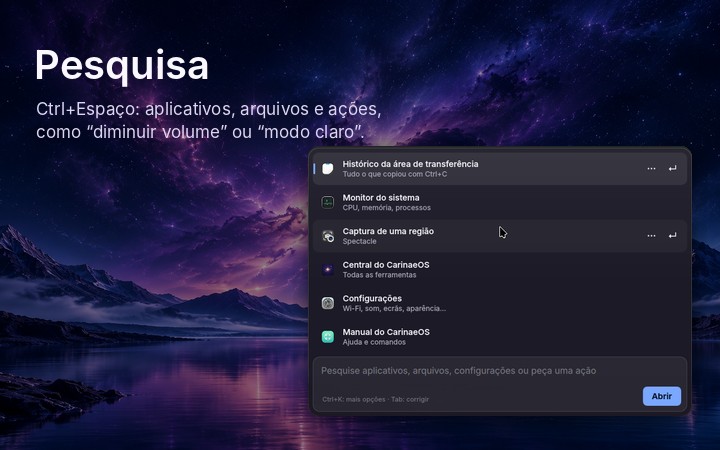 Pesquisa
Ctrl+Espaço: aplicativos, arquivos e ações,
como “diminuir volume” ou “modo claro”.
Histórico da área de transferência
Tudo o que copiou com Ctrl+C
Monitor do sistema
CPU, memória, processos
Captura de uma região
Spectacle
Central do CarinaeOS
Todas as ferramentas
Configurações
Wi-Fi, som, ecrãs, aparência...
Manual do CarinaeOS
Ajuda e comandos
Pesquise aplicativos, arquivos, configurações ou peça uma ação
Ctrl+K: mais opções · Tab: corrigir
Abrir